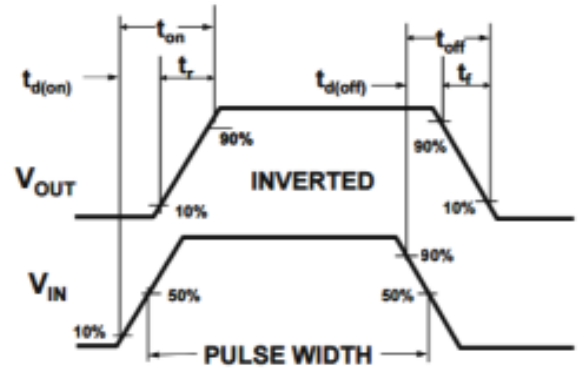 t_on t_off
t_d(on) t_r t_d(off) t_f
90% 90%
V_OUT INVERTED
10% 10%
90%
V_IN 50% 50%
10%
PULSE WIDTH